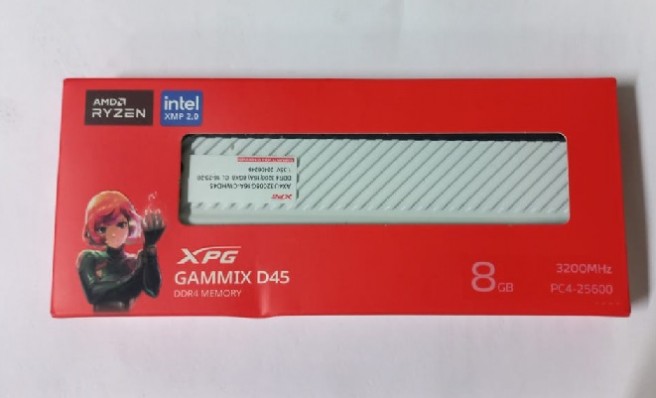 AMD
RYZEN
intel
XMP 2.0
XPG
GAMMIX D45
DDR4 MEMORY
8GB
3200MHz
PC4-25600